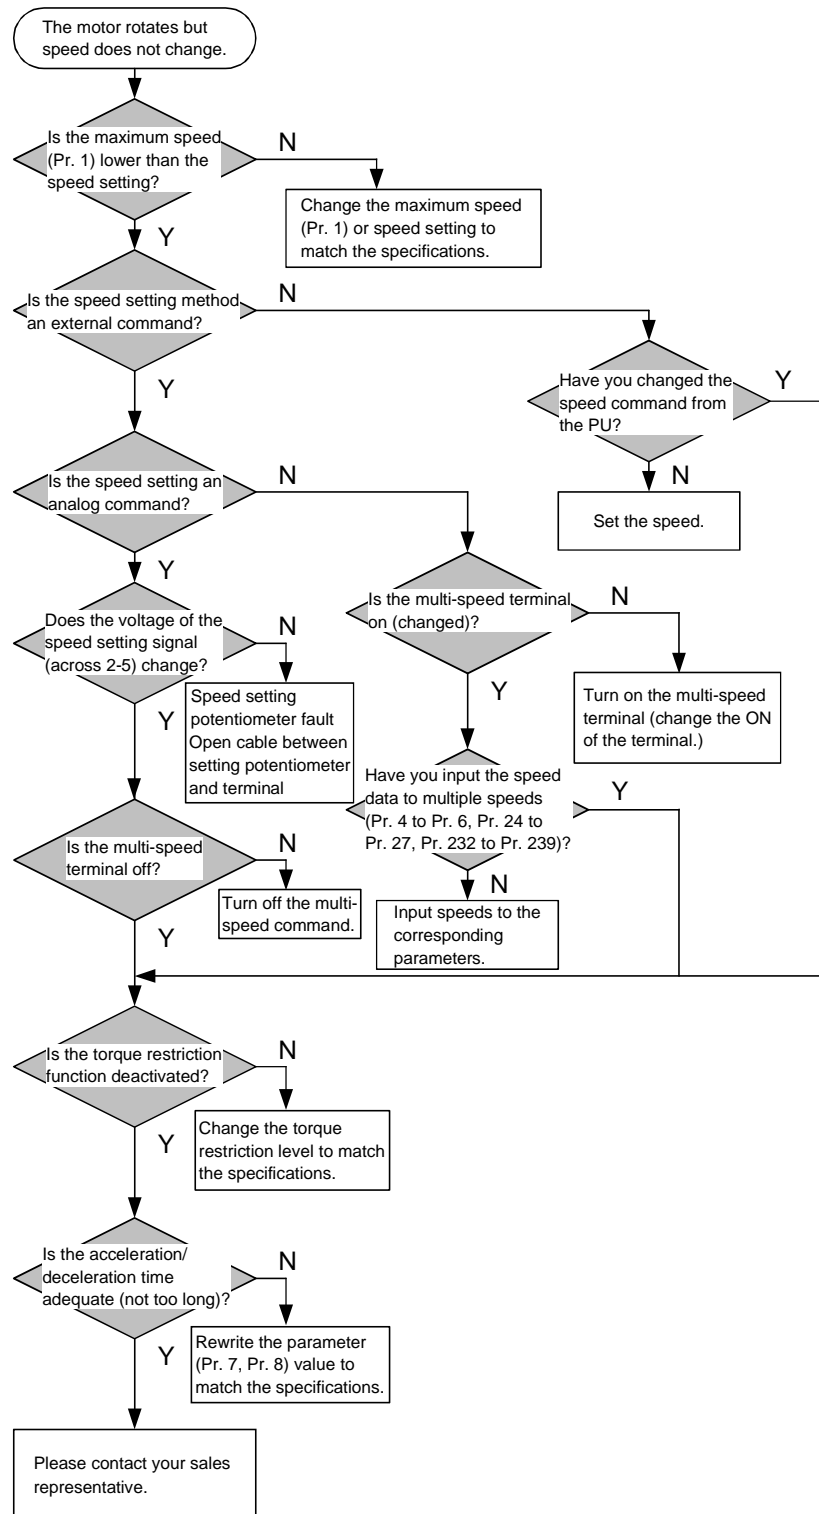 The motor rotates but
speed does not change.
Is the maximum speed
(Pr. 1) lower than the
speed setting?
N
Change the maximum speed
(Pr. 1) or speed setting to
match the specifications.
Y
Is the speed setting method
an external command?
N
Y
Have you changed the
speed command from
the PU?
Y
N
Set the speed.
Is the speed setting an
analog command?
N
Y
Is the multi-speed terminal
on (changed)?
N
Turn on the multi-speed
terminal (change the ON
of the terminal.)
Y
Does the voltage of the
speed setting signal
(across 2-5) change?
N
Speed setting
potentiometer fault
Open cable between
setting potentiometer
and terminal
Y
Have you input the speed
data to multiple speeds
(Pr. 4 to Pr. 6, Pr. 24 to
Pr. 27, Pr. 232 to Pr. 239)?
Y
N
Input speeds to the
corresponding
parameters.
Is the multi-speed
terminal off?
N
Turn off the multi-
speed command.
Y
Is the torque restriction
function deactivated?
N
Change the torque
restriction level to match
the specifications.
Y
Is the acceleration/
deceleration time
adequate (not too long)?
N
Rewrite the parameter
(Pr. 7, Pr. 8) value to
match the specifications.
Y
Please contact your sales
representative.